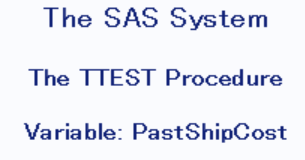 The SAS System
The TTEST Procedure
Variable: PastShipCost